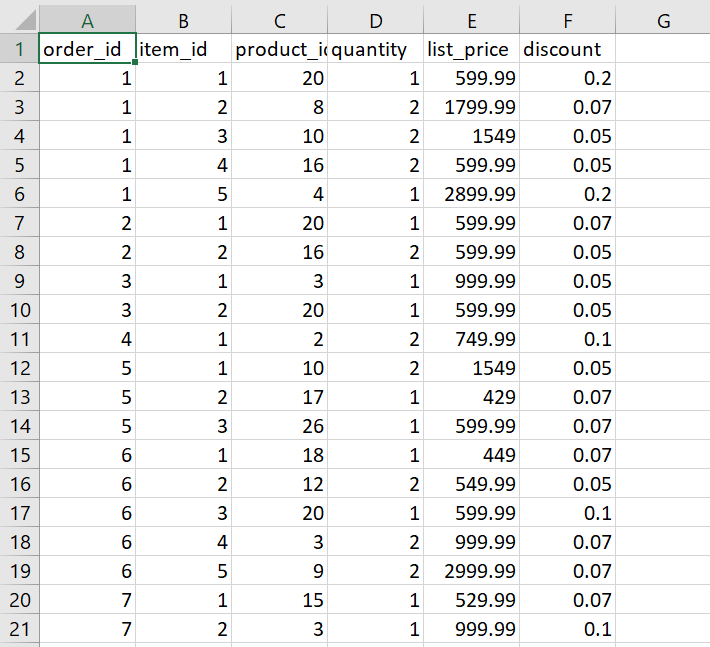 A B C D E F G
1 order_id item_id product_id quantity list_price discount
2 1 1 20 1 599.99 0.2
3 1 2 8 2 1799.99 0.07
4 1 3 10 2 1549 0.05
5 1 4 16 2 599.99 0.05
6 1 5 4 1 2899.99 0.2
7 2 1 20 1 599.99 0.07
8 2 2 16 2 599.99 0.05
9 3 1 3 1 999.99 0.05
10 3 2 20 1 599.99 0.05
11 4 1 2 2 749.99 0.1
12 5 1 10 2 1549 0.05
13 5 2 17 1 429 0.07
14 5 3 26 1 599.99 0.07
15 6 1 18 1 449 0.07
16 6 2 12 2 549.99 0.05
17 6 3 20 1 599.99 0.1
18 6 4 3 2 999.99 0.07
19 6 5 9 2 2999.99 0.07
20 7 1 15 1 529.99 0.07
21 7 2 3 1 999.99 0.1